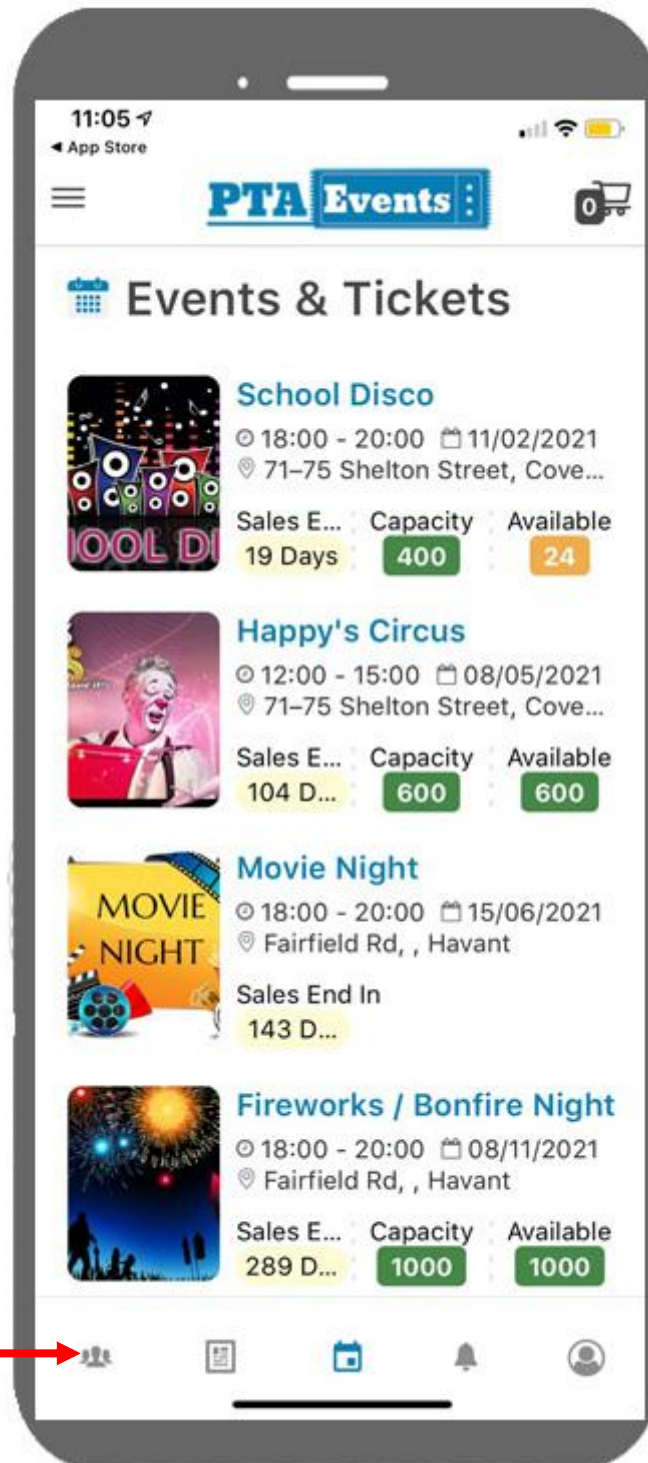 11:05
App Store
PTA Events
0
Events & Tickets
School Disco
18:00 - 20:00 11/02/2021
71–75 Shelton Street, Cove...
Sales E... Capacity Available
19 Days 400 24
OOL DI
Happy's Circus
12:00 - 15:00 08/05/2021
71–75 Shelton Street, Cove...
Sales E... Capacity Available
104 D... 600 600
Movie Night
MOVIE
NIGHT
18:00 - 20:00 15/06/2021
Fairfield Rd, , Havant
Sales End In
143 D...
Fireworks / Bonfire Night
18:00 - 20:00 08/11/2021
Fairfield Rd, , Havant
Sales E... Capacity Available
289 D... 1000 1000